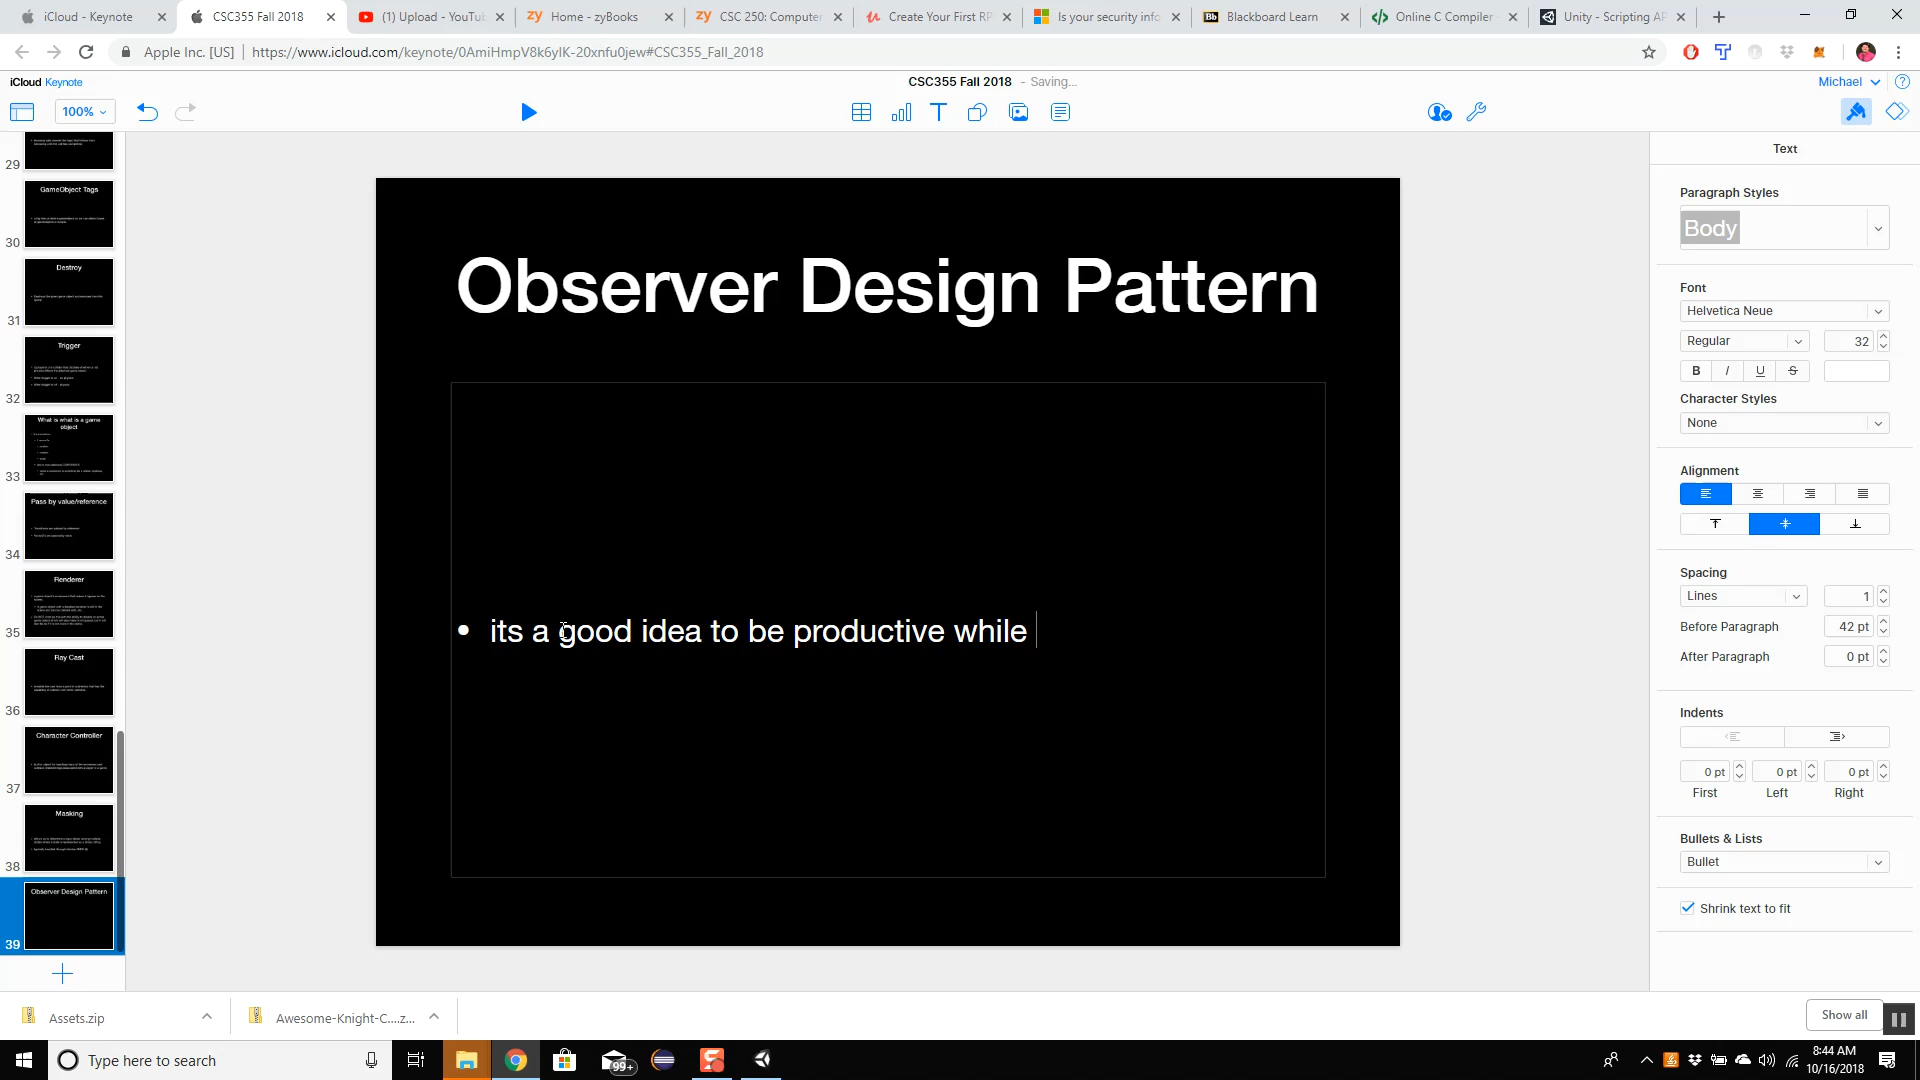 iCloud - Keynote
CSC355 Fall 2018
(1) Upload - YouTu
Home - zyBooks
CSC 250: Computer
Create Your First RP
Is your security info
Blackboard Learn
Online C Compiler
Unity - Scripting AP
Apple Inc. [US]
https://www.icloud.com/keynote/0AmiHmpV8k6yIK-20xnfu0jew#CSC355_Fall_2018
iCloud Keynote
CSC355 Fall 2018 - Saving...
Michael
100%
29
GameObject Tags
30
Destroy
31
Trigger
32
What is what is a game
object
33
Pass by value/reference
34
Renderer
35
Ray Cast
36
Character Controller
37
Masking
38
Observer Design Pattern
39
Observer Design Pattern
• its a good idea to be productive while
Text
Paragraph Styles
Body
Font
Helvetica Neue
Regular
32
B I U S
Character Styles
None
Alignment
Spacing
Lines
1
Before Paragraph
42 pt
After Paragraph
0 pt
Indents
0 pt
0 pt
0 pt
First
Left
Right
Bullets & Lists
Bullet
Shrink text to fit
Assets.zip
Awesome-Knight-C....z...
Show all
Type here to search
99+
8:44 AM
10/16/2018